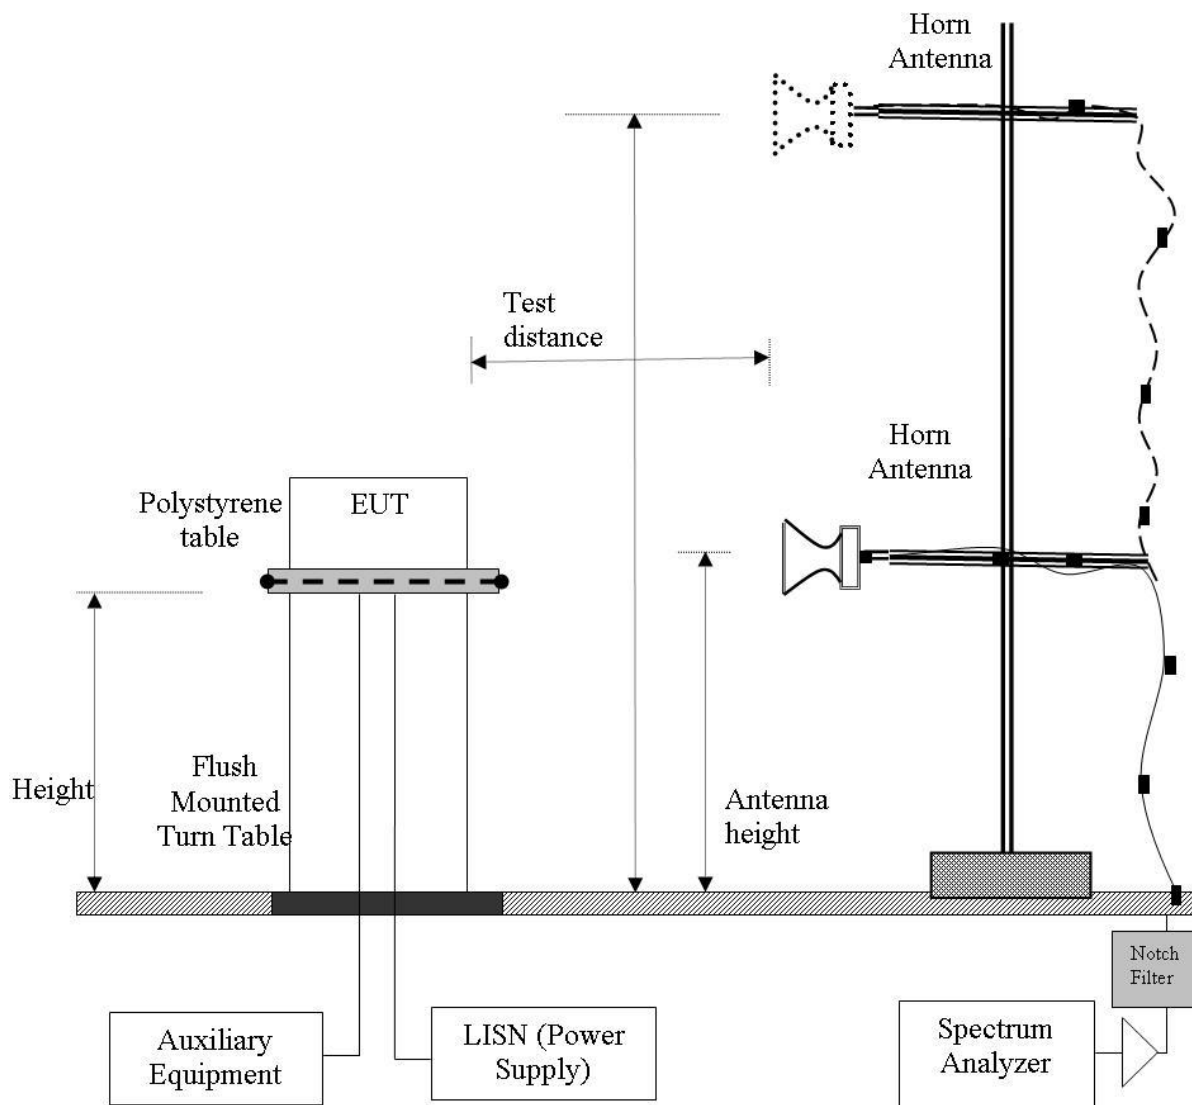 Horn
Antenna
Test
distance
Horn
Antenna
Polystyrene
table
EUT
Flush
Mounted
Turn Table
Height
Antenna
height
Notch
Filter
Auxiliary
Equipment
LISN (Power
Supply)
Spectrum
Analyzer